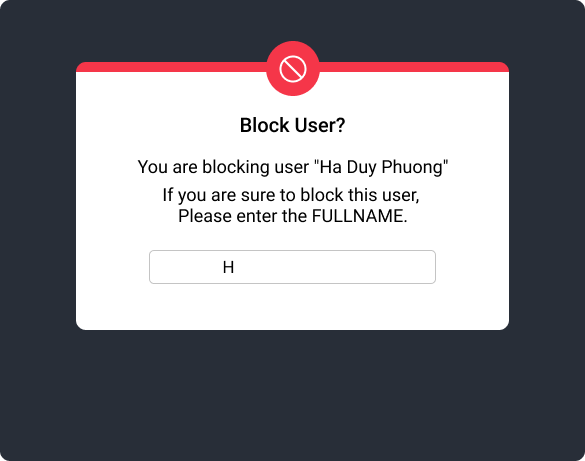 Block User?
You are blocking user "Ha Duy Phuong"
If you are sure to block this user,
Please enter the FULLNAME.
H